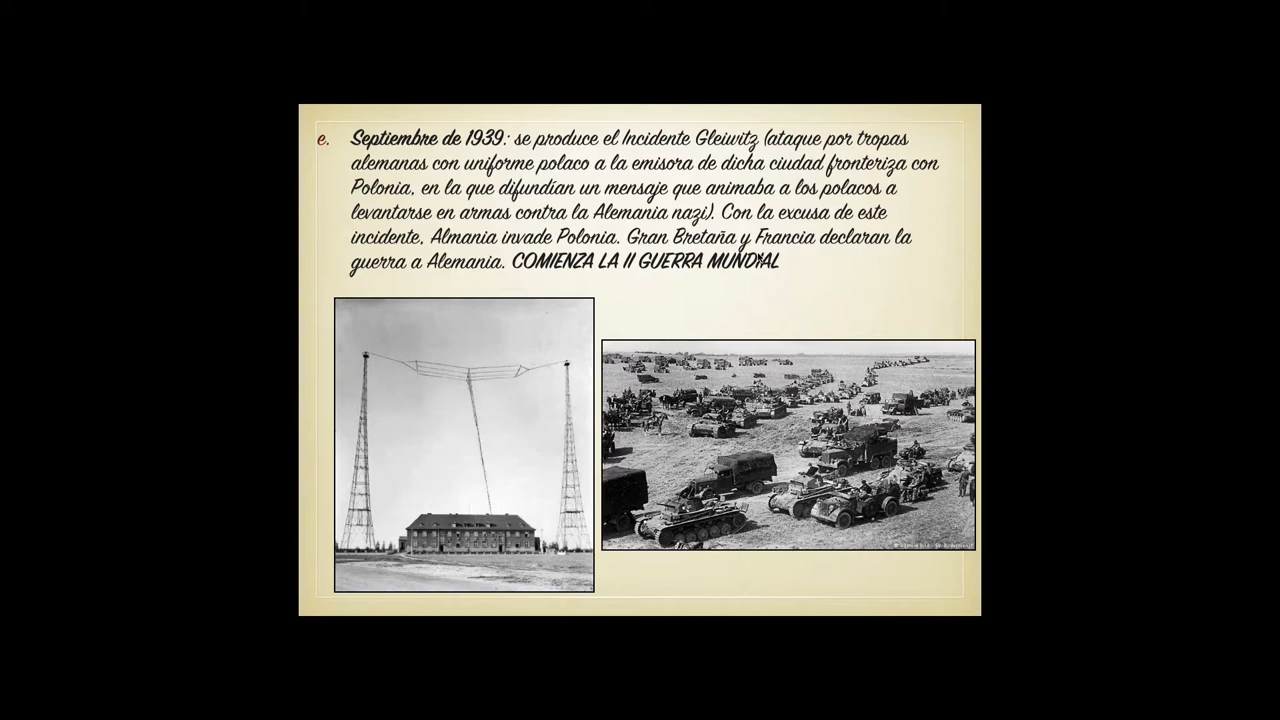 e. Septiembre de 1939: se produce el Incidente Gleiwitz (ataque por tropas
alemanas con uniforme polaco a la emisora de dicha ciudad fronteriza con
Polonia, en la que difundían un mensaje que animaba a los polacos a
levantarse en armas contra la Alemania nazi). Con la excusa de este
incidente, Almania invade Polonia. Gran Bretaña y Francia declaran la
guerra a Alemania. COMIENZA LA II GUERRA MUNDIAL